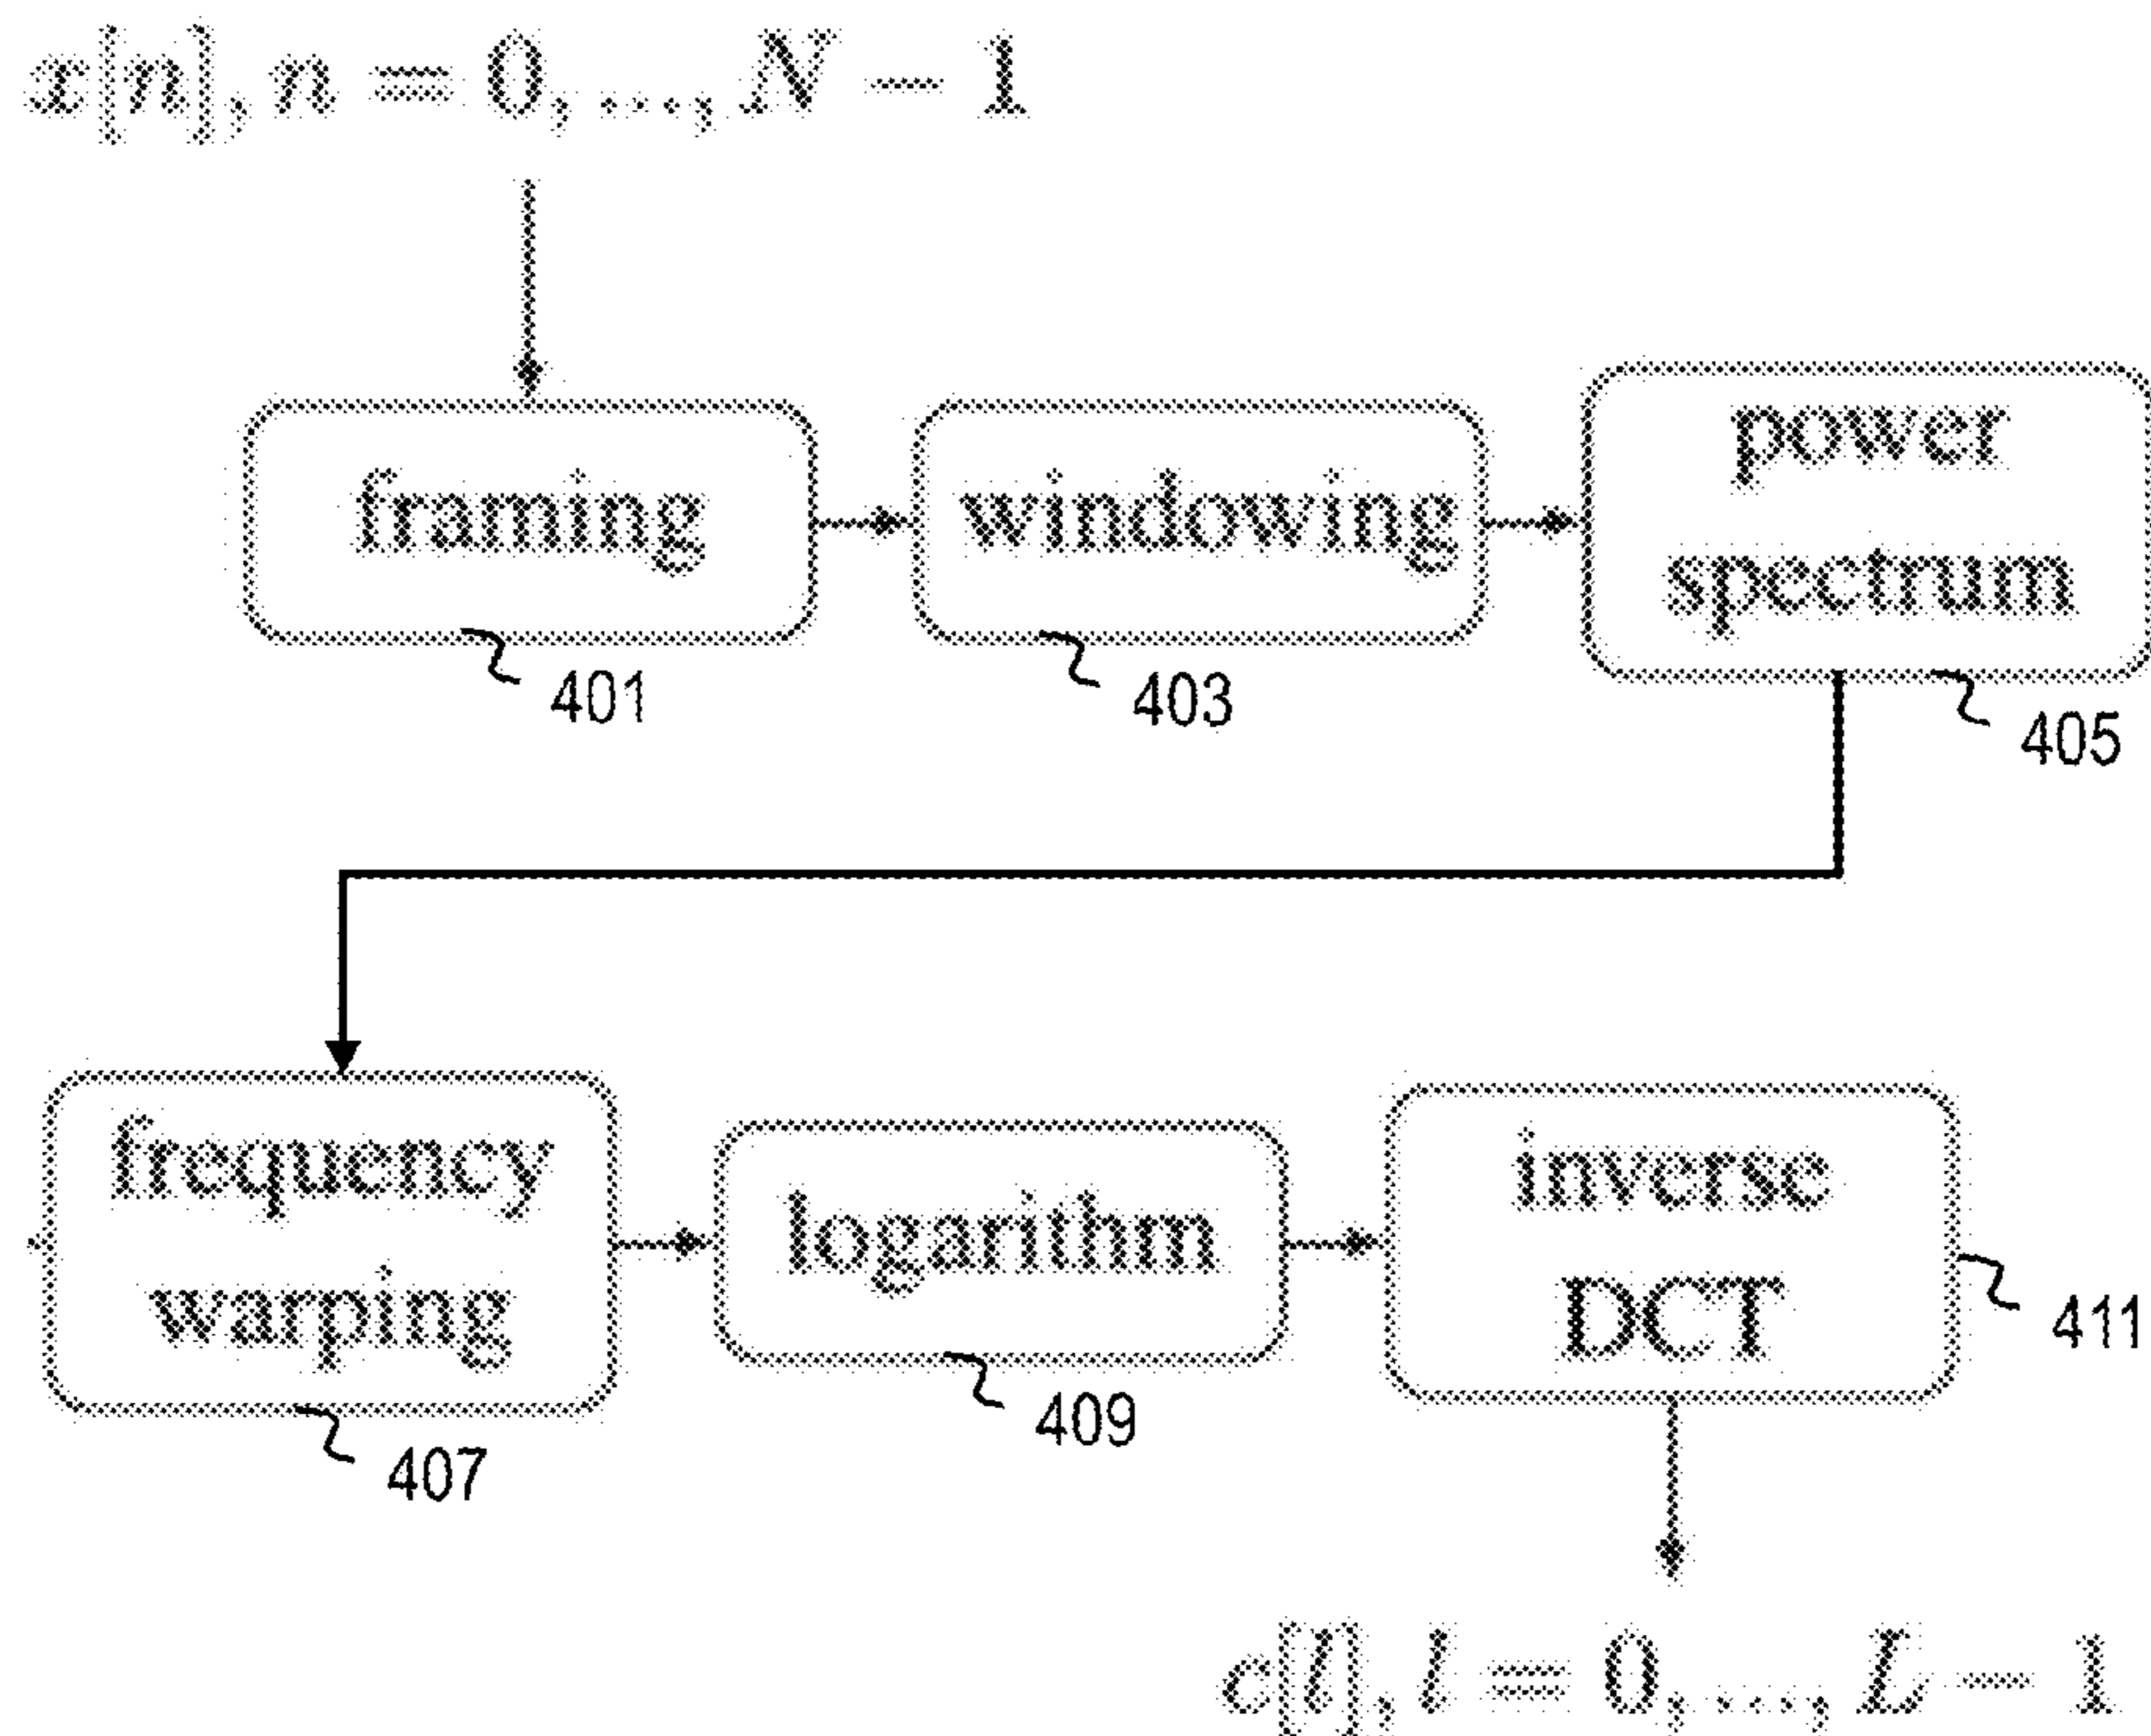 x[n], n = 0, ..., N − 1
framing
windowing
power
spectrum
401
403
405
frequency
warping
logarithm
inverse
DCT
407
409
411
c[l], l = 0, ..., L − 1